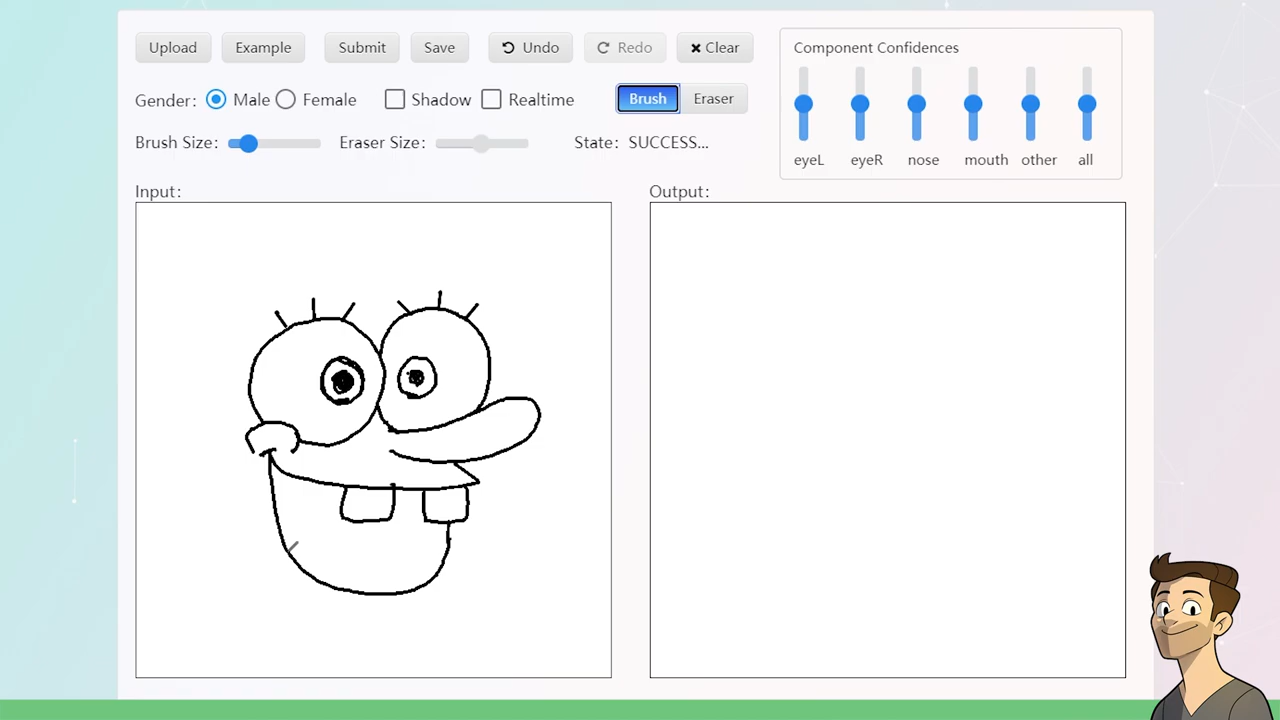 Upload Example Submit Save Undo Redo Clear
Component Confidences
Gender: Male Female Shadow Realtime Brush Eraser
Brush Size: Eraser Size: State: SUCCESS...
eyeL eyeR nose mouth other all
Input: Output: